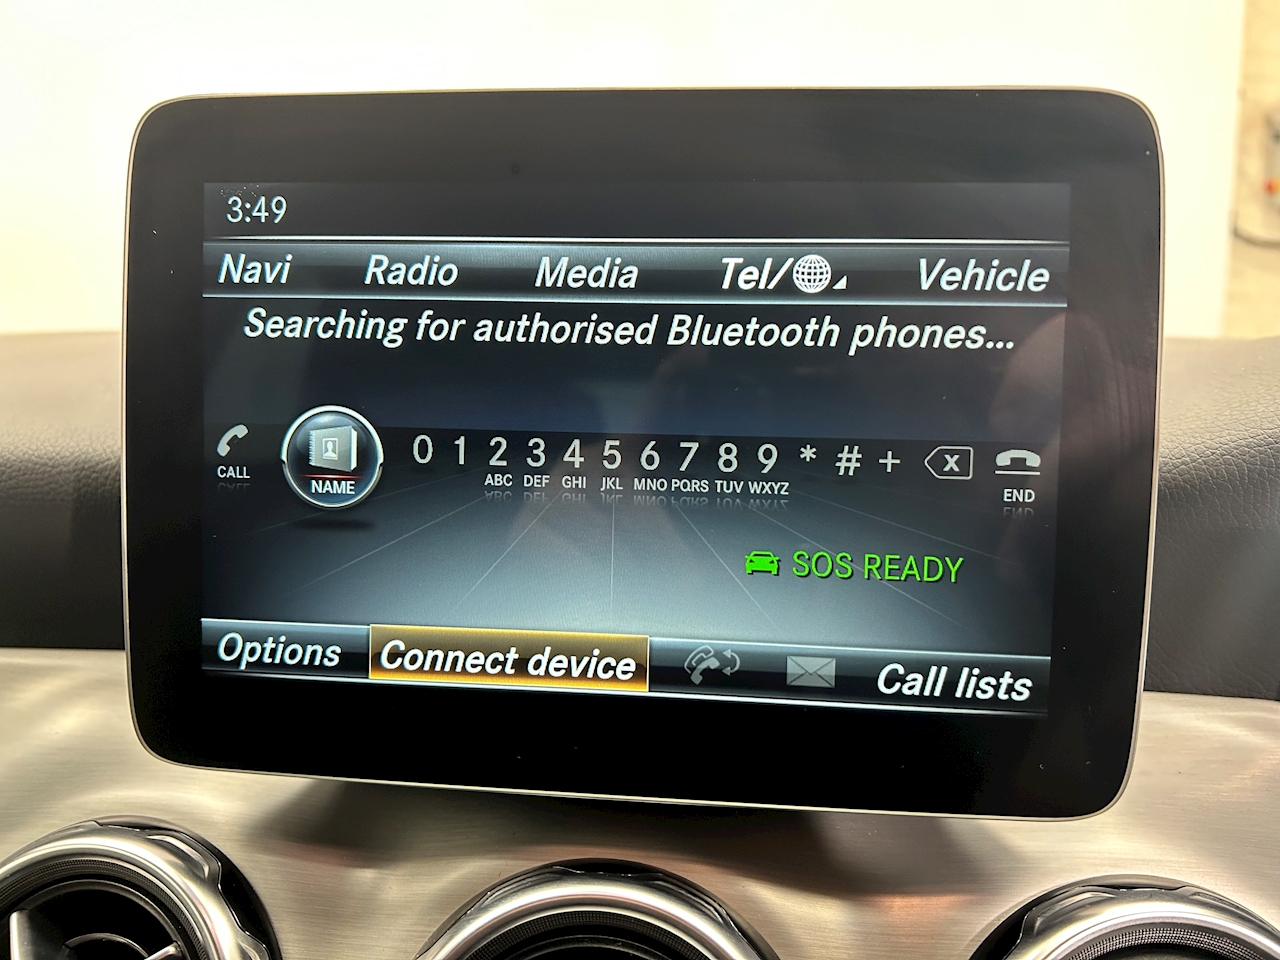 3:49
Navi Radio Media Tel/ Vehicle
Searching for authorised Bluetooth phones...
CALL NAME 0 1 2 3 4 5 6 7 8 9 * # + X END
ABC DEF GHI JKL MNO PQRS TUV WXYZ
SOS READY
Options Connect device Call lists